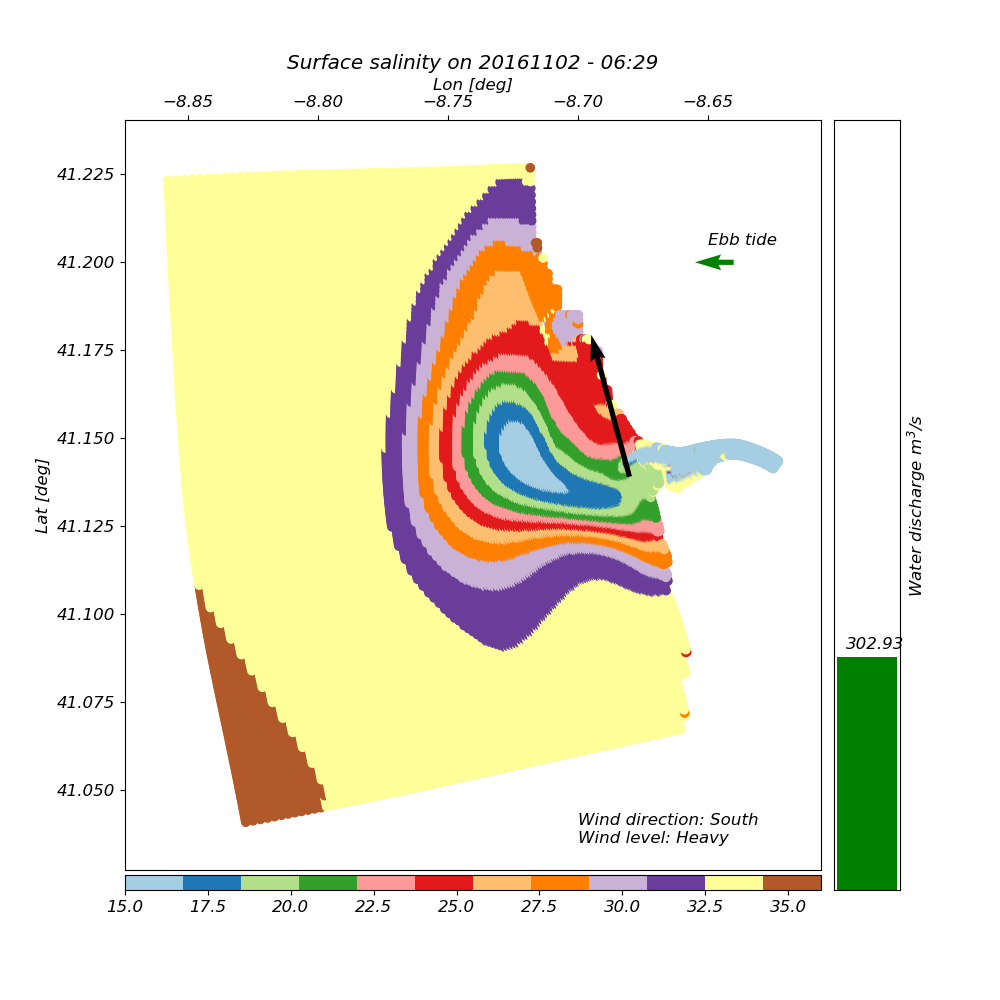 Surface salinity on 20161102 - 06:29
Lon [deg]
−8.85 −8.80 −8.75 −8.70 −8.65
41.225
41.200
41.175
41.150
41.125
41.100
41.075
41.050
Lat [deg]
Ebb tide
Wind direction: South
Wind level: Heavy
302.93
Water discharge m³/s
15.0 17.5 20.0 22.5 25.0 27.5 30.0 32.5 35.0